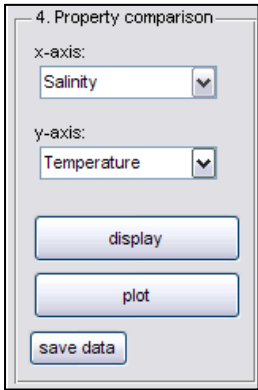 4. Property comparison
x-axis:
Salinity
y-axis:
Temperature
display
plot
save data